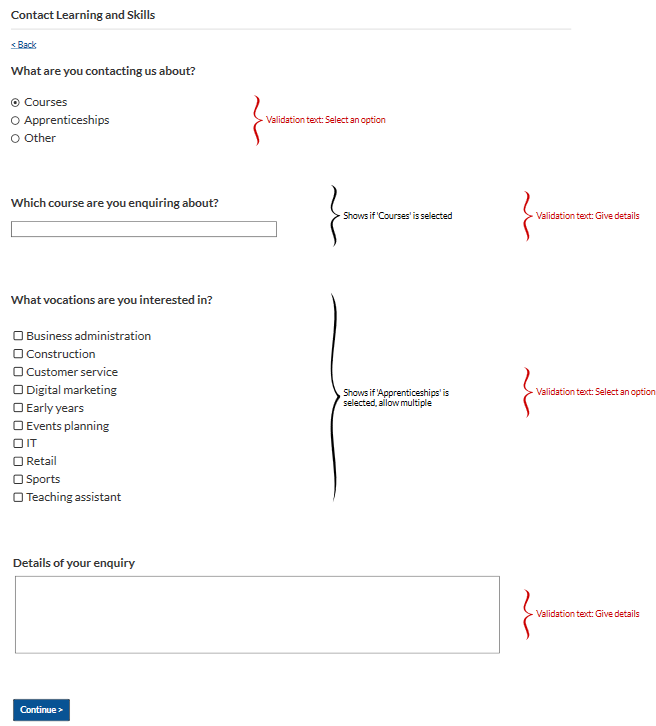 Contact Learning and Skills
< Back
What are you contacting us about?
Courses
Apprenticeships
Other
Validation text: Select an option
Which course are you enquiring about?
Shows if 'Courses' is selected
Validation text: Give details
What vocations are you interested in?
Business administration
Construction
Customer service
Digital marketing
Early years
Events planning
IT
Retail
Sports
Teaching assistant
Shows if 'Apprenticeships' is
selected, allow multiple
Validation text: Select an option
Details of your enquiry
Validation text: Give details
Continue >